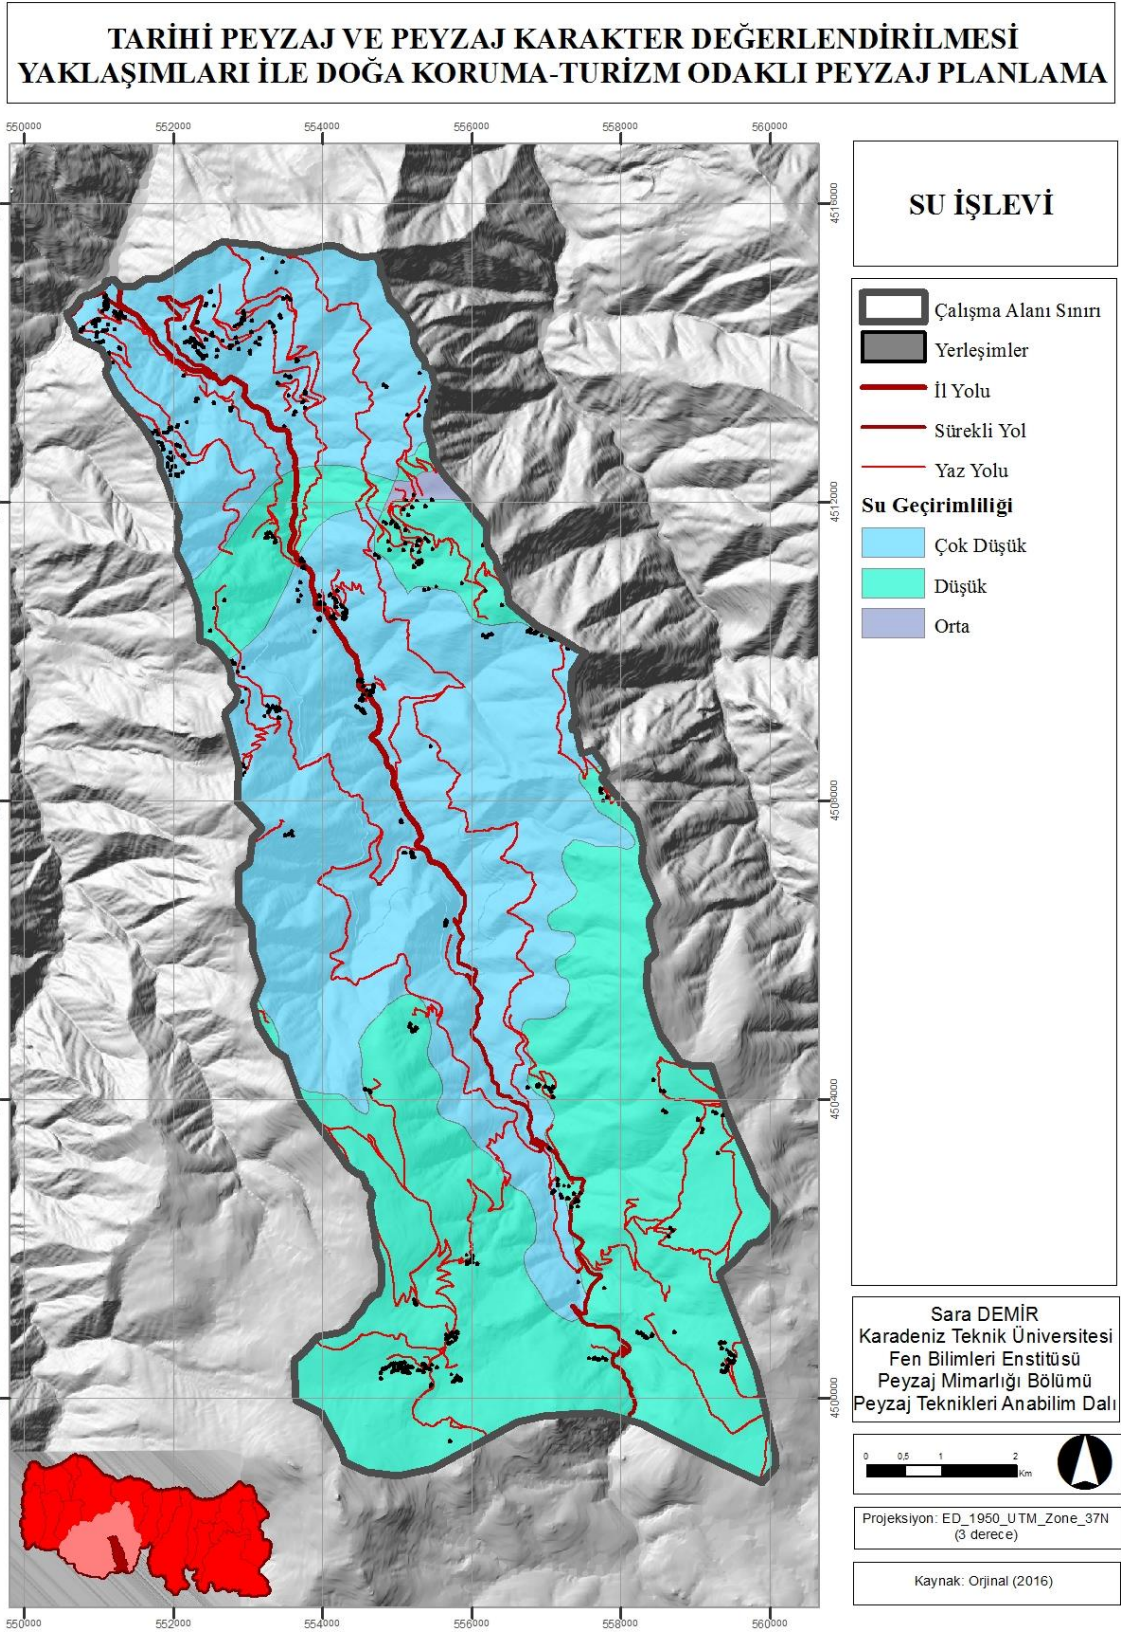 TARİHİ PEYZAJ VE PEYZAJ KARAKTER DEĞERLENDİRİLMESİ
YAKLAŞIMLARI İLE DOĞA KORUMA-TURİZM ODAKLI PEYZAJ PLANLAMA
550000 552000 554000 556000 558000 560000
4516000
4512000
4508000
4504000
4500000
550000 552000 554000 556000 558000 560000
SU İŞLEVİ
Çalışma Alanı Sınırı
Yerleşimler
İl Yolu
Sürekli Yol
Yaz Yolu
Su Geçirimliliği
Çok Düşük
Düşük
Orta
Sara DEMİR
Karadeniz Teknik Üniversitesi
Fen Bilimleri Enstitüsü
Peyzaj Mimarlığı Bölümü
Peyzaj Teknikleri Anabilim Dalı
0 0,5 1 2
Km
Projeksiyon: ED_1950_UTM_Zone_37N
(3 derece)
Kaynak: Orjinal (2016)